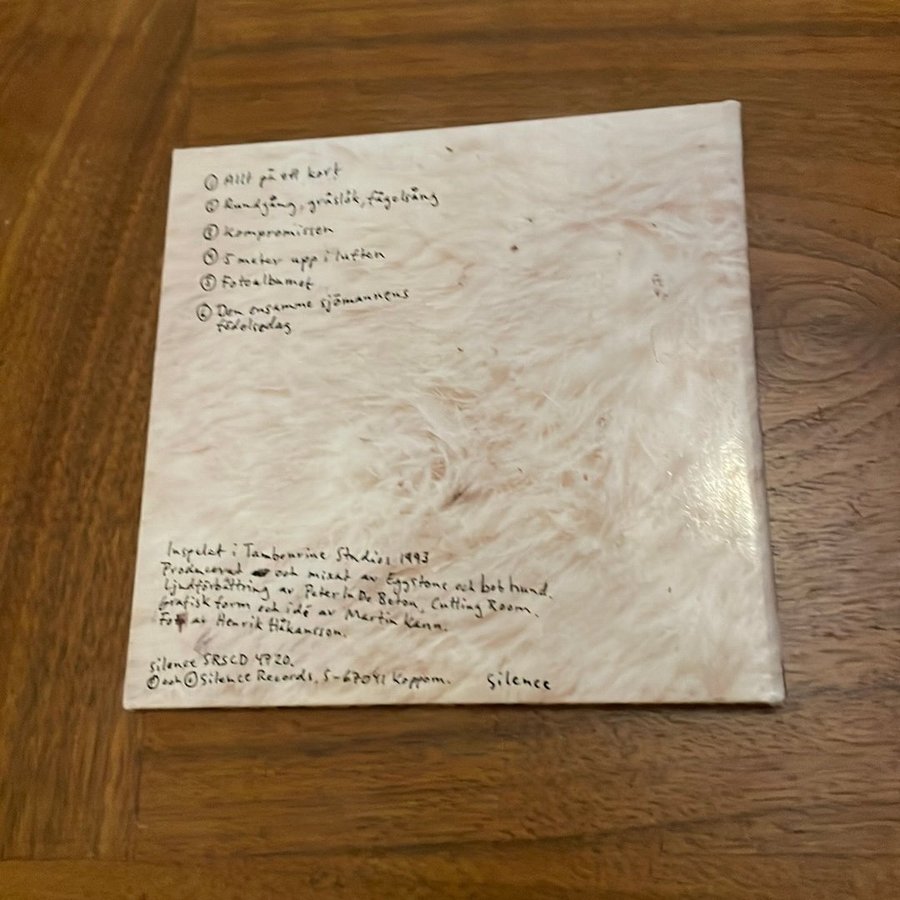 ① Allt på ett kort
② Rundgång, gräslök, fågelsång
③ Kompromissen
④ 5 meter upp i luften
⑤ Fotoalbumet
⑥ Den ensamme sjömannens
födelsedag
Inspelat i Tambourine Studios 1993
Producerat och mixat av Eggstone och bob hund.
Ljudförbättring av Peter In De Betou, Cutting Room.
Grafisk form och idé av Martin Kann.
Foto av Henrik Håkansson.
Silence SRSCD 4720.
Ⓟ och Ⓒ Silence Records, S-67041 Koppom. Silence